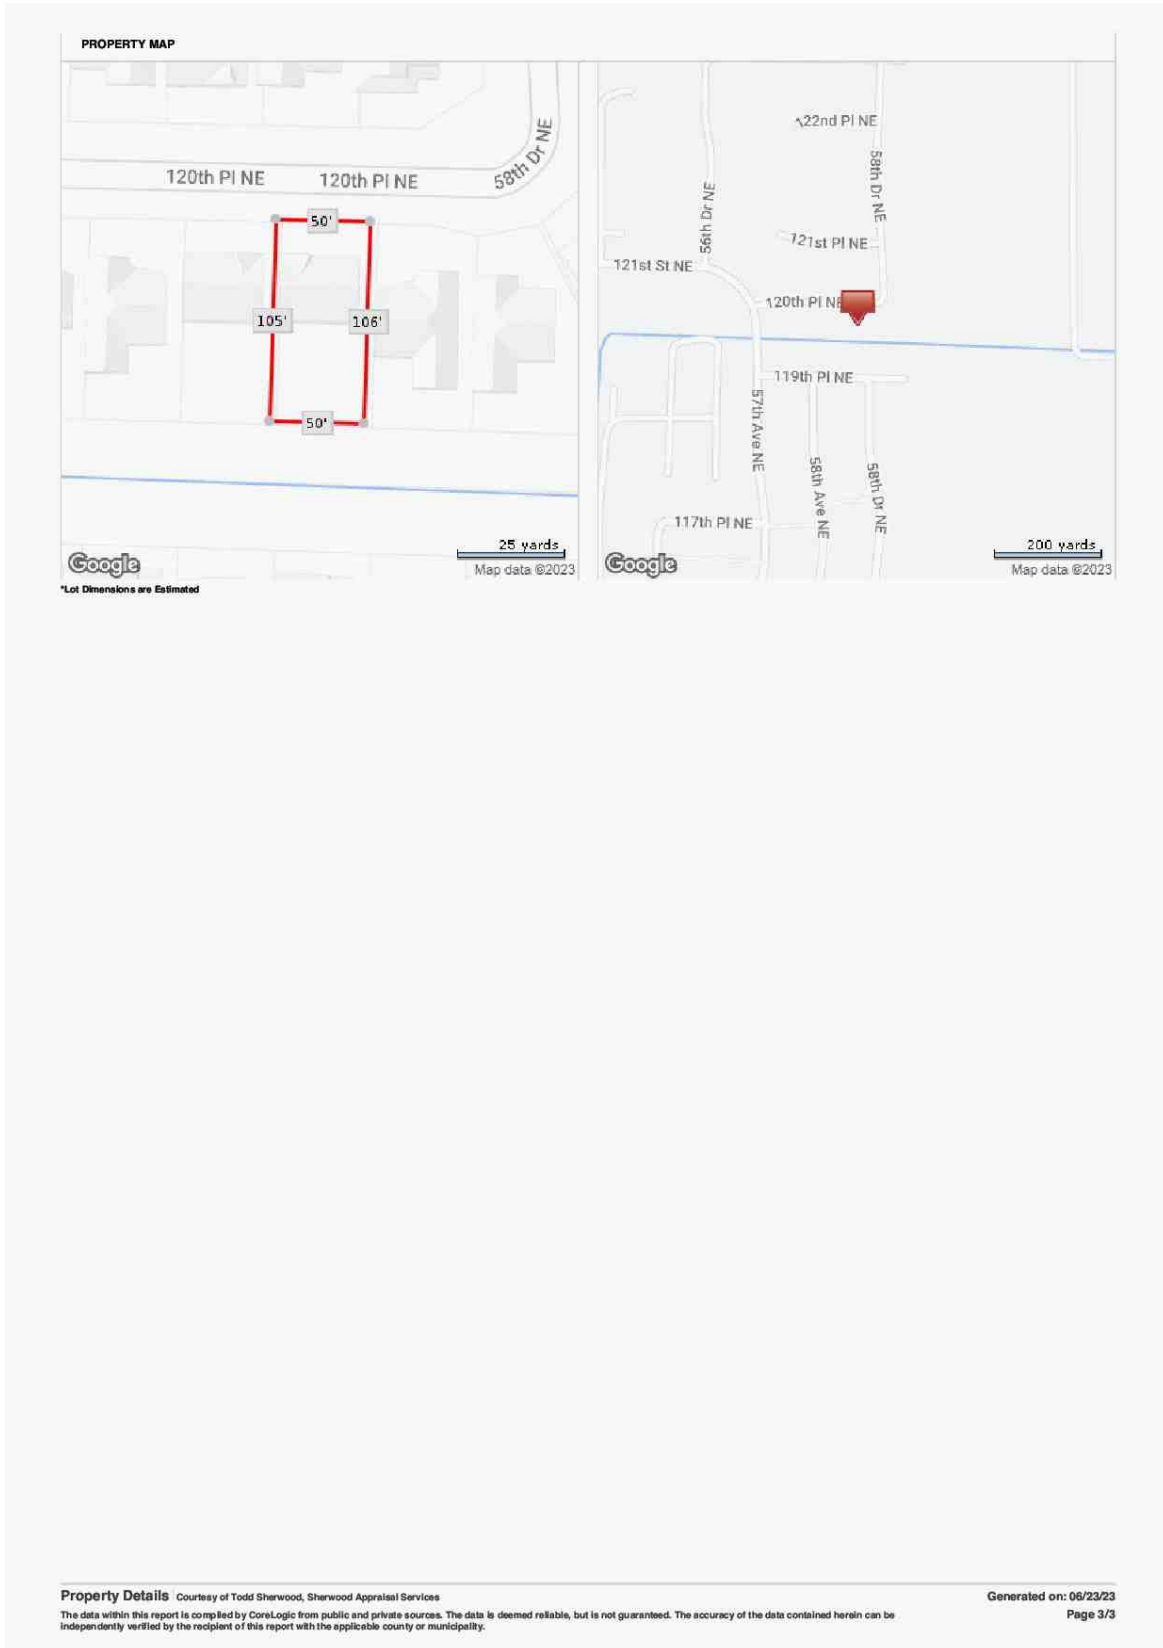 PROPERTY MAP
120th Pl NE
120th Pl NE
58th Dr NE
50'
105'
106'
50'
25 yards
Google
Map data ©2023
22nd Pl NE
58th Dr NE
56th Dr NE
121st Pl NE
121st St NE
120th Pl NE
119th Pl NE
57th Ave NE
58th Ave NE
58th Dr NE
117th Pl NE
200 yards
Google
Map data ©2023
*Lot Dimensions are Estimated
Property Details Courtesy of Todd Sherwood, Sherwood Appraisal Services
Generated on: 06/23/23
The data within this report is compiled by CoreLogic from public and private sources. The data is deemed reliable, but is not guaranteed. The accuracy of the data contained herein can be
independently verified by the recipient of this report with the applicable county or municipality.
Page 3/3